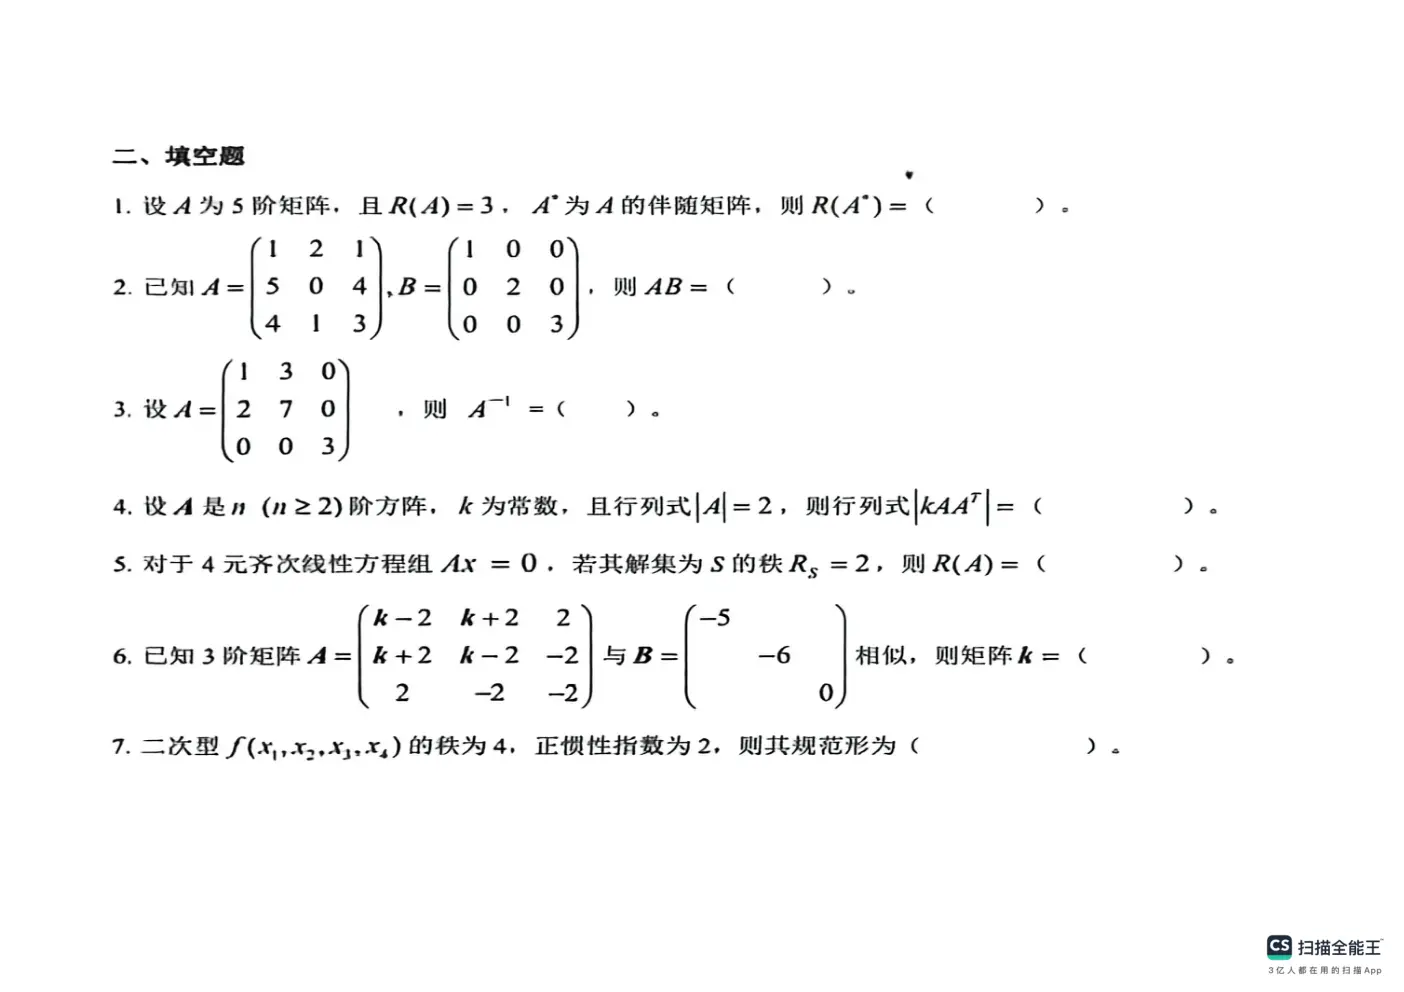 二、填空题
1. 设 A 为 5 阶矩阵，且 R(A) = 3，A* 为 A 的伴随矩阵，则 R(A*) =（ ）。
2. 已知 A = (1 2 1; 5 0 4; 4 1 3), B = (1 0 0; 0 2 0; 0 0 3)，则 AB =（ ）。
3. 设 A = (1 3 0; 2 7 0; 0 0 3)，则 A⁻¹ =（ ）。
4. 设 A 是 n (n ≥ 2) 阶方阵，k 为常数，且行列式 |A| = 2，则行列式 |kAAᵀ| =（ ）。
5. 对于 4 元齐次线性方程组 Ax = 0，若其解集为 S 的秩 R_S = 2，则 R(A) =（ ）。
6. 已知 3 阶矩阵 A = (k−2 k+2 2; k+2 k−2 −2; 2 −2 −2) 与 B = (−5; −6; 0) 相似，则矩阵 k =（ ）。
7. 二次型 f(x₁, x₂, x₃, x₄) 的秩为 4，正惯性指数为 2，则其规范形为（ ）。
CS 扫描全能王
3亿人都在用的扫描App